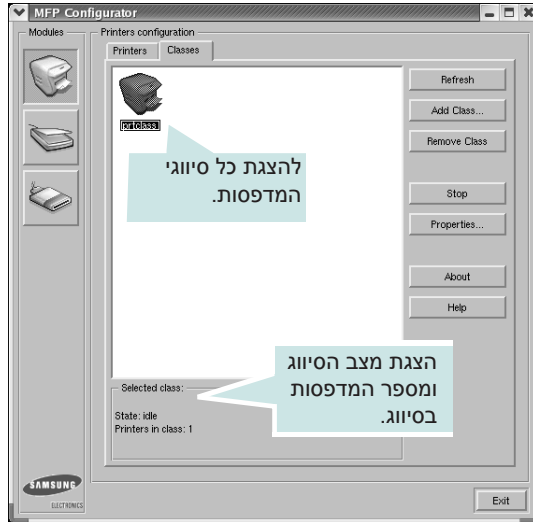 MFP Configurator
Modules
Printers configuration
Printers
Classes
prtclass
להצגת כל סיווגי
המדפסות.
Refresh
Add Class...
Remove Class
Stop
Properties...
About
Help
הצגת מצב הסיווג
ומספר המדפסות
בסיווג.
Selected class:
State: idle
Printers in class: 1
SAMSUNG
ELECTRONICS
Exit